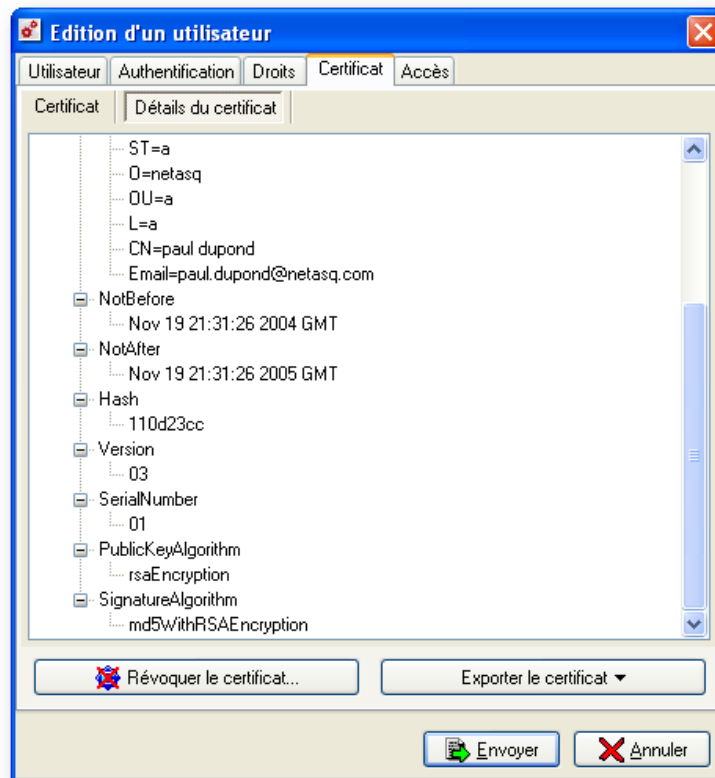 Edition d'un utilisateur
Utilisateur Authentification Droits Certificat Accès
Certificat Détails du certificat
ST=a
O=netasq
OU=a
L=a
CN=paul dupond
Email=paul.dupond@netasq.com
NotBefore
Nov 19 21:31:26 2004 GMT
NotAfter
Nov 19 21:31:26 2005 GMT
Hash
110d23cc
Version
03
SerialNumber
01
PublicKeyAlgorithm
rsaEncryption
SignatureAlgorithm
md5WithRSAEncryption
Révoquer le certificat... Exporter le certificat
Envoyer Annuler